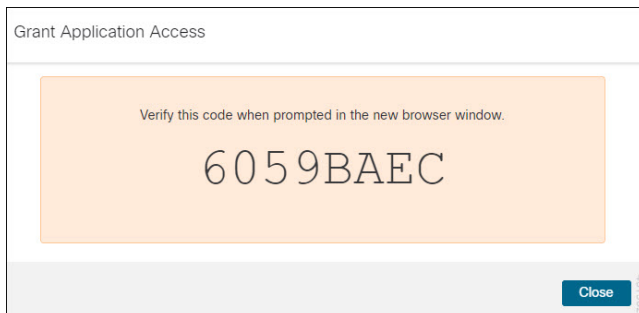 Grant Application Access
Verify this code when prompted in the new browser window.
6059BAEC
Close